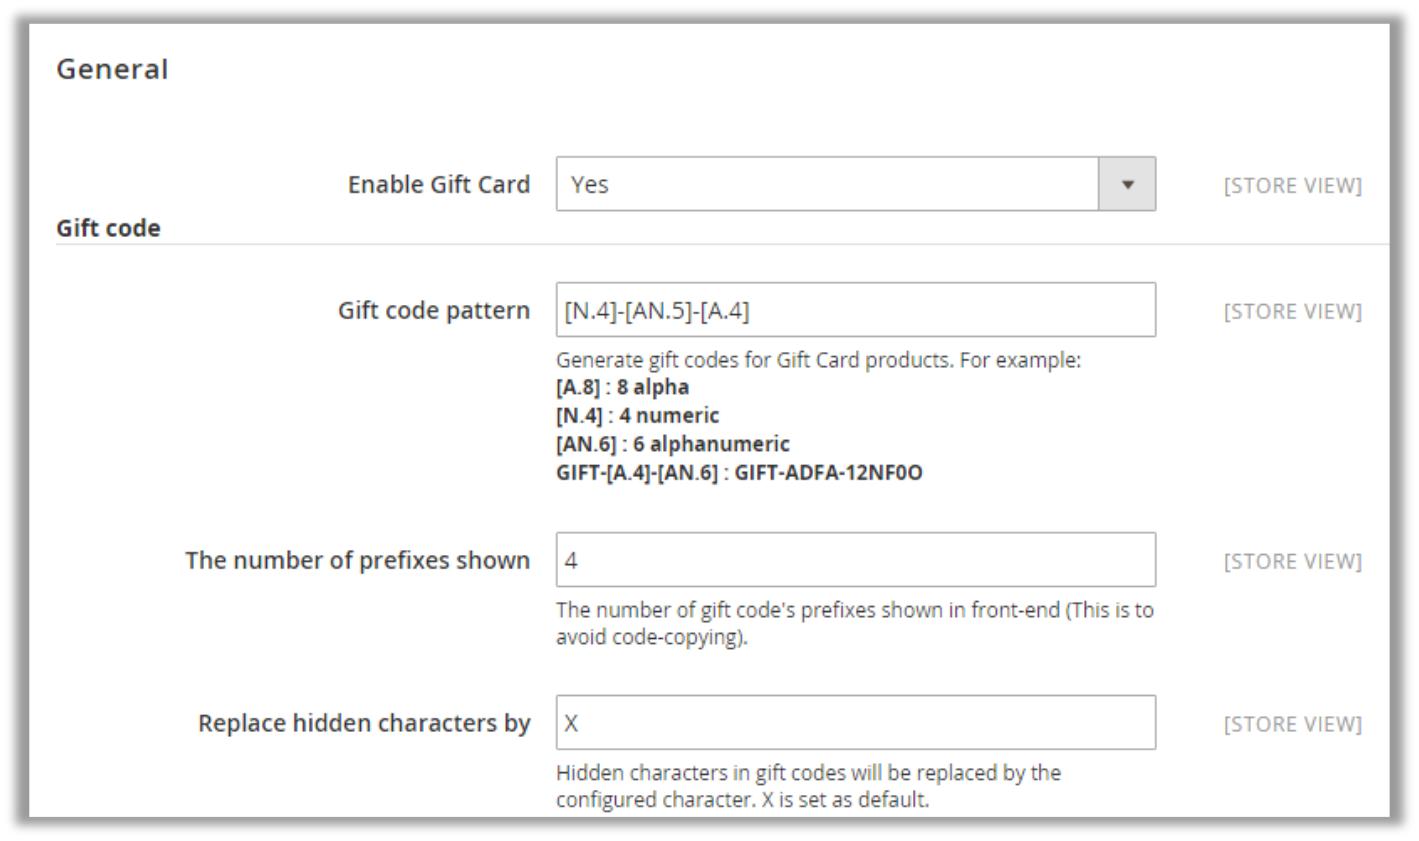 General
Enable Gift Card Yes [STORE VIEW]
Gift code
Gift code pattern [N.4]-[AN.5]-[A.4] [STORE VIEW]
Generate gift codes for Gift Card products. For example:
[A.8] : 8 alpha
[N.4] : 4 numeric
[AN.6] : 6 alphanumeric
GIFT-[A.4]-[AN.6] : GIFT-ADFA-12NF0O
The number of prefixes shown 4 [STORE VIEW]
The number of gift code's prefixes shown in front-end (This is to
avoid code-copying).
Replace hidden characters by X [STORE VIEW]
Hidden characters in gift codes will be replaced by the
configured character. X is set as default.